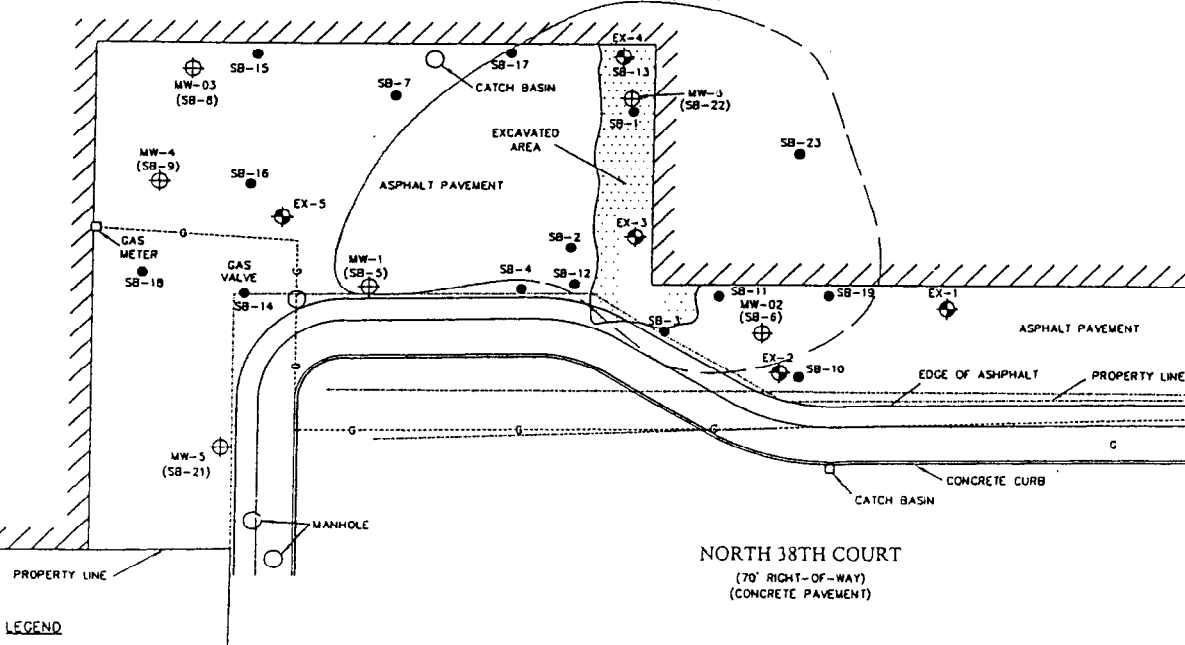 EX-4
SB-15
SB-17
SB-13
MW-03
(SB-8)
SB-7
CATCH BASIN
(SB-22)
SB-1
EXCAVATED
AREA
SB-23
MW-4
(SB-9)
SB-16
ASPHALT PAVEMENT
EX-5
EX-3
GAS
METER
G
SB-2
MW-1
(SB-5)
SB-4
SB-12
GAS
VALVE
SB-18
SB-14
SB-11
SB-19
EX-1
MW-02
(SB-6)
SB-3
ASPHALT PAVEMENT
EX-2
SB-10
EDGE OF ASHPHALT
PROPERTY LINE
G
G
G
G
MW-5
(SB-21)
CONCRETE CURB
CATCH BASIN
MANHOLE
NORTH 38TH COURT
(70' RIGHT-OF-WAY)
(CONCRETE PAVEMENT)
PROPERTY LINE
LEGEND